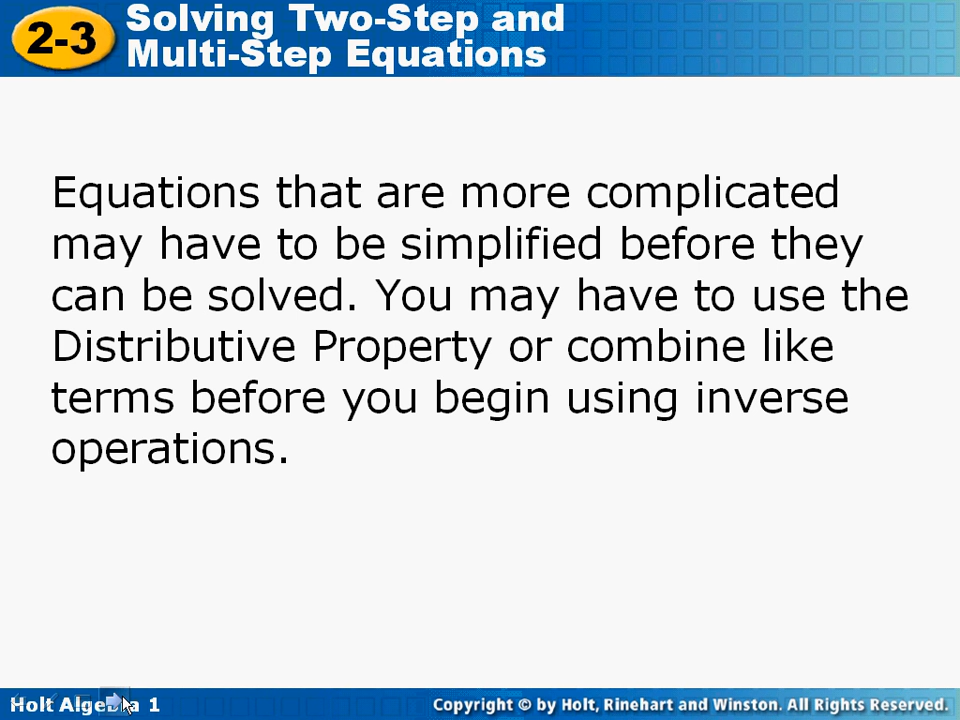 2-3
Solving Two-Step and
Multi-Step Equations
Equations that are more complicated
may have to be simplified before they
can be solved. You may have to use the
Distributive Property or combine like
terms before you begin using inverse
operations.
Holt Algebra 1
Copyright © by Holt, Rinehart and Winston. All Rights Reserved.